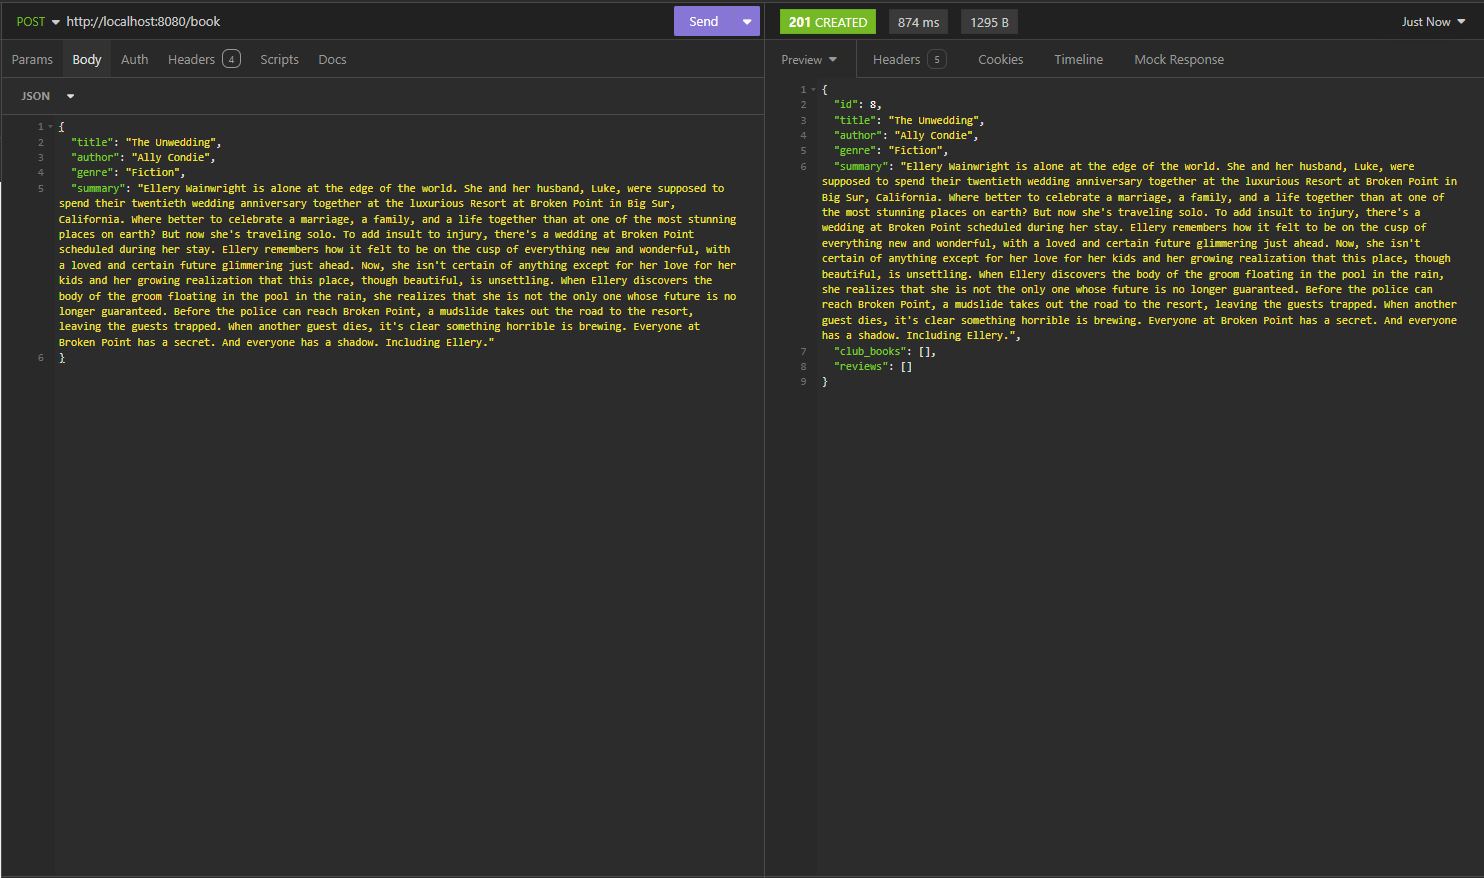 POST http://localhost:8080/book Send
Params Body Auth Headers 4 Scripts Docs
JSON
1 {
2 "title": "The Unwedding",
3 "author": "Ally Condie",
4 "genre": "Fiction",
5 "summary": "Ellery Wainwright is alone at the edge of the world. She and her husband, Luke, were supposed to
spend their twentieth wedding anniversary together at the luxurious Resort at Broken Point in Big Sur,
California. Where better to celebrate a marriage, a family, and a life together than at one of the most stunning
places on earth? But now she's traveling solo. To add insult to injury, there's a wedding at Broken Point
scheduled during her stay. Ellery remembers how it felt to be on the cusp of everything new and wonderful, with
a loved and certain future glimmering just ahead. Now, she isn't certain of anything except for her love for her
kids and her growing realization that this place, though beautiful, is unsettling. When Ellery discovers the
body of the groom floating in the pool in the rain, she realizes that she is not the only one whose future is no
longer guaranteed. Before the police can reach Broken Point, a mudslide takes out the road to the resort,
leaving the guests trapped. When another guest dies, it's clear something horrible is brewing. Everyone at
Broken Point has a secret. And everyone has a shadow. Including Ellery."
6 }
201 CREATED 874 ms 1295 B Just Now
Preview Headers 5 Cookies Timeline Mock Response
1 {
2 "id": 8,
3 "title": "The Unwedding",
4 "author": "Ally Condie",
5 "genre": "Fiction",
6 "summary": "Ellery Wainwright is alone at the edge of the world. She and her husband, Luke, were
supposed to spend their twentieth wedding anniversary together at the luxurious Resort at Broken Point in
Big Sur, California. Where better to celebrate a marriage, a family, and a life together than at one of
the most stunning places on earth? But now she's traveling solo. To add insult to injury, there's a
wedding at Broken Point scheduled during her stay. Ellery remembers how it felt to be on the cusp of
everything new and wonderful, with a loved and certain future glimmering just ahead. Now, she isn't
certain of anything except for her love for her kids and her growing realization that this place, though
beautiful, is unsettling. When Ellery discovers the body of the groom floating in the pool in the rain,
she realizes that she is not the only one whose future is no longer guaranteed. Before the police can
reach Broken Point, a mudslide takes out the road to the resort, leaving the guests trapped. When another
guest dies, it's clear something horrible is brewing. Everyone at Broken Point has a secret. And everyone
has a shadow. Including Ellery.",
7 "club_books": [],
8 "reviews": []
9 }